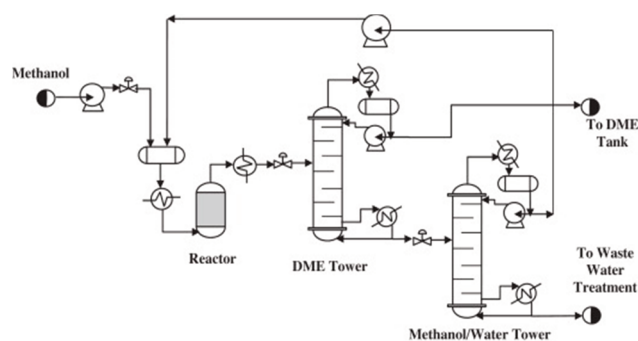 Methanol
To DME
Tank
Reactor
DME Tower
To Waste
Water
Treatment
Methanol/Water Tower